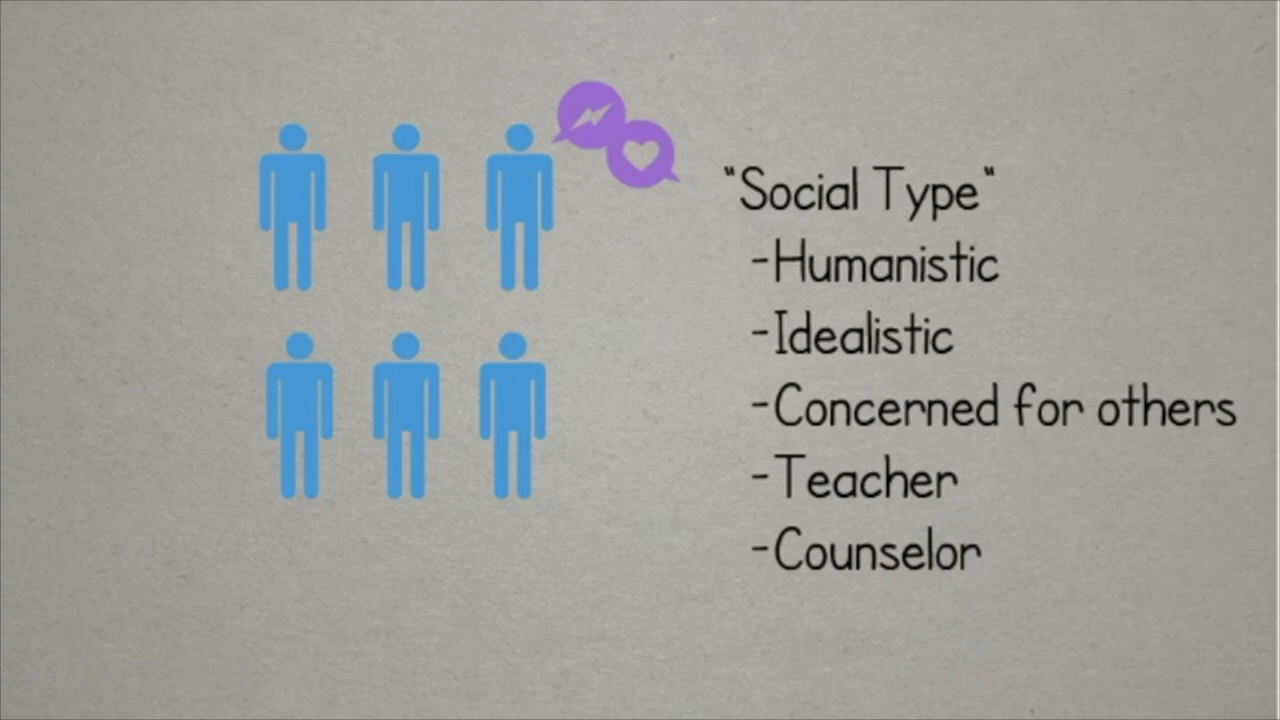 "Social Type"
-Humanistic
-Idealistic
-Concerned for others
-Teacher
-Counselor